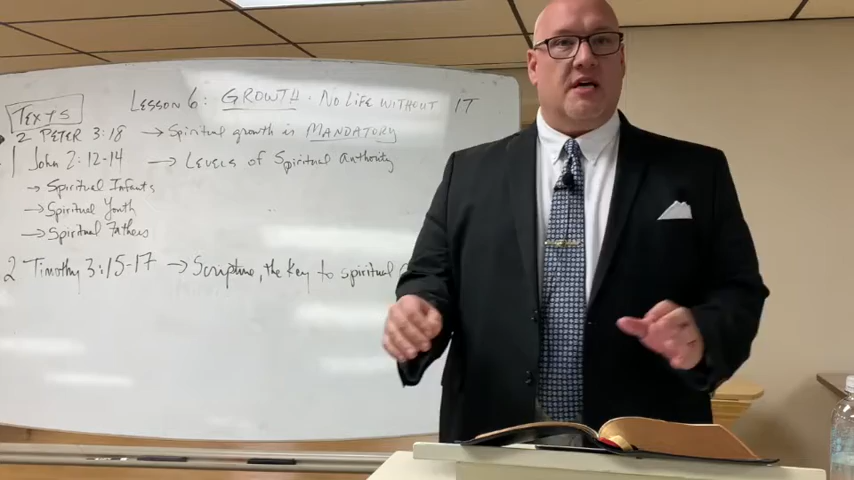 Lesson 6: GROWTH. No Life without IT
Texts
2 Peter 3:18 → Spiritual growth is MANDATORY
1 John 2:12-14 → Levels of Spiritual Authority
→ Spiritual Infants
→ Spiritual Youth
→ Spiritual Fathers
2 Timothy 3:15-17 → Scripture, the Key to spiritual